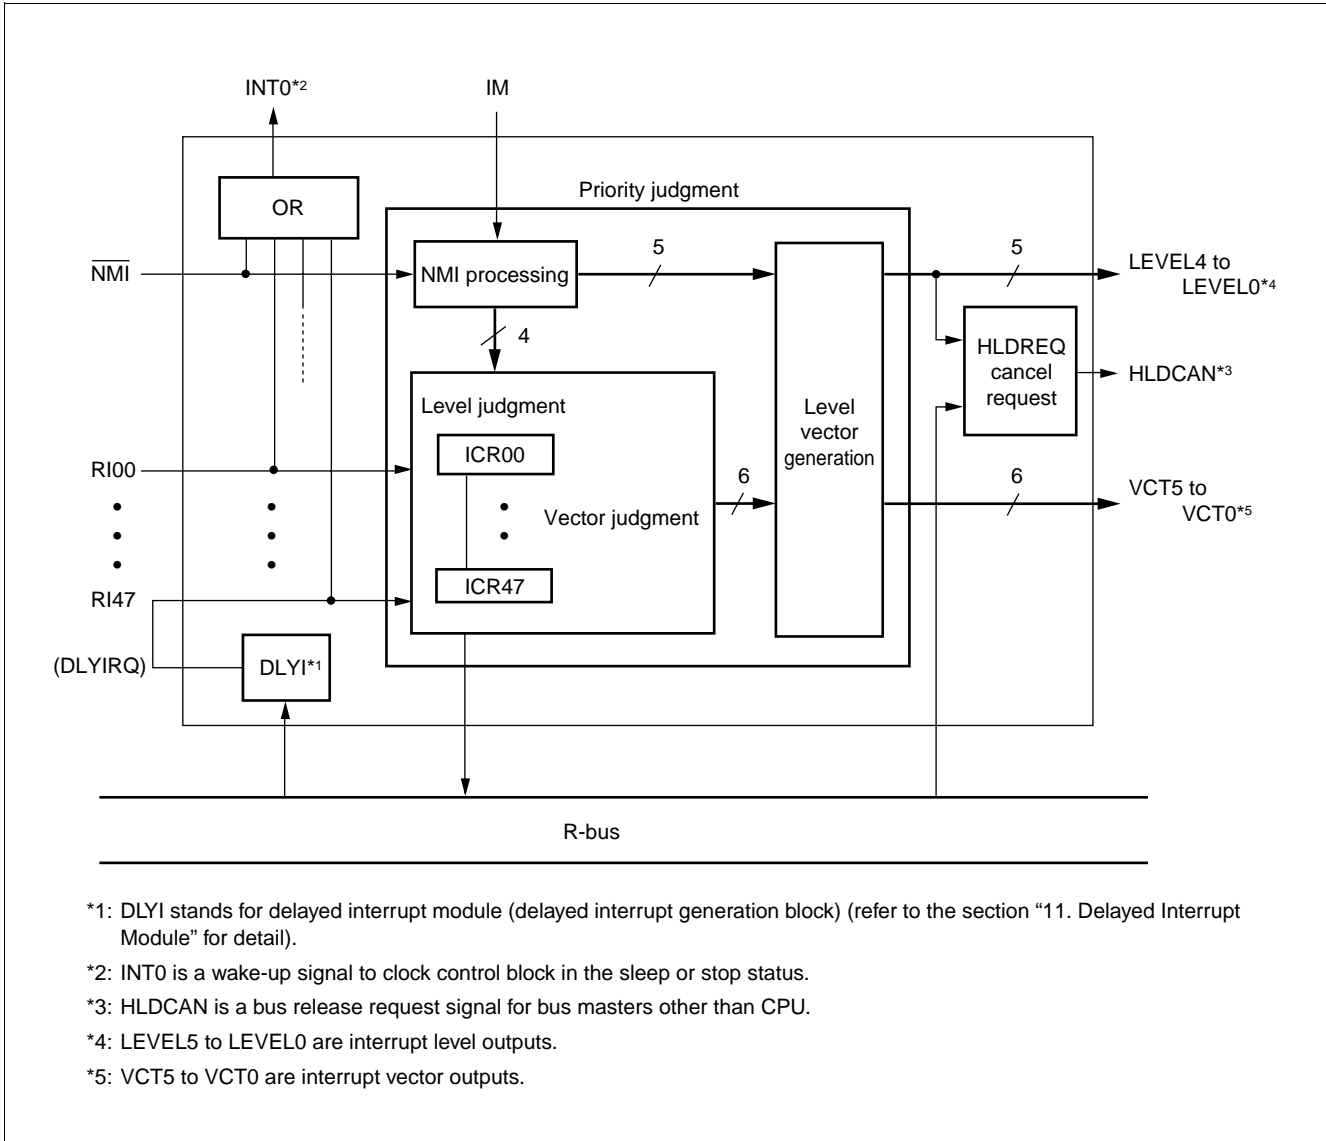 INT0*2
IM
OR
Priority judgment
NMI
NMI processing
5
5
LEVEL4 to
LEVEL0*4
4
HLDREQ
cancel
request
HLDCAN*3
Level judgment
Level
vector
generation
ICR00
RI00
6
6
VCT5 to
VCT0*5
Vector judgment
ICR47
RI47
(DLYIRQ)
DLYI*1
R-bus
*1: DLYI stands for delayed interrupt module (delayed interrupt generation block) (refer to the section “11. Delayed Interrupt
Module” for detail).
*2: INT0 is a wake-up signal to clock control block in the sleep or stop status.
*3: HLDCAN is a bus release request signal for bus masters other than CPU.
*4: LEVEL5 to LEVEL0 are interrupt level outputs.
*5: VCT5 to VCT0 are interrupt vector outputs.